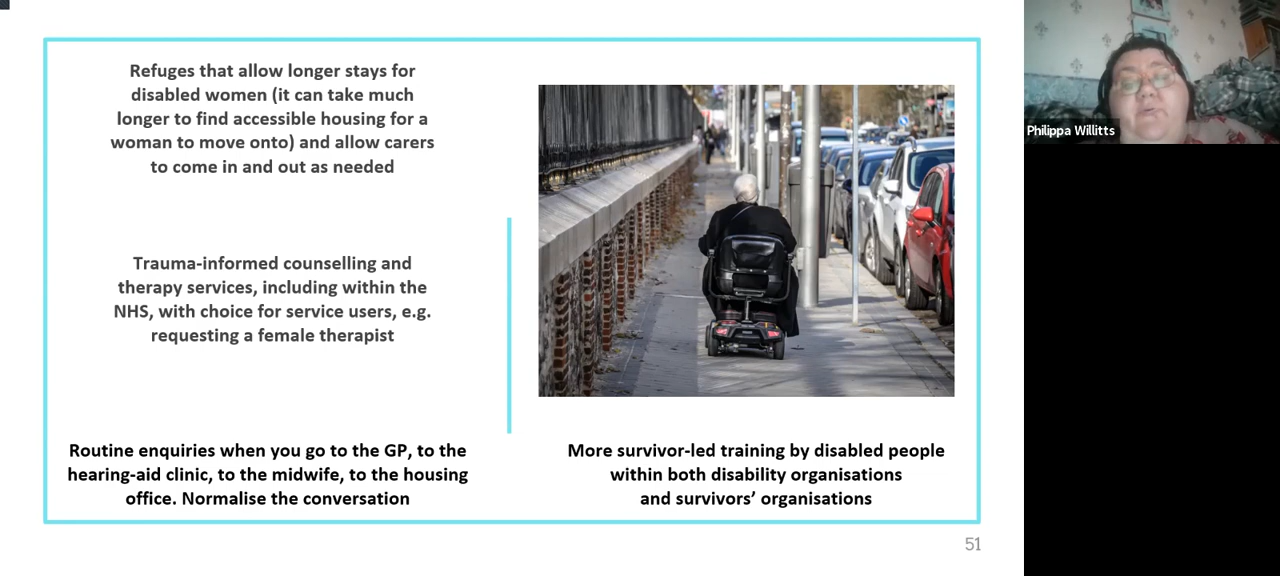 Refuges that allow longer stays for
disabled women (it can take much
longer to find accessible housing for a
woman to move onto) and allow carers
to come in and out as needed
Trauma-informed counselling and
therapy services, including within the
NHS, with choice for service users, e.g.
requesting a female therapist
Routine enquiries when you go to the GP, to the
hearing-aid clinic, to the midwife, to the housing
office. Normalise the conversation
More survivor-led training by disabled people
within both disability organisations
and survivors’ organisations
51
Philippa Willitts